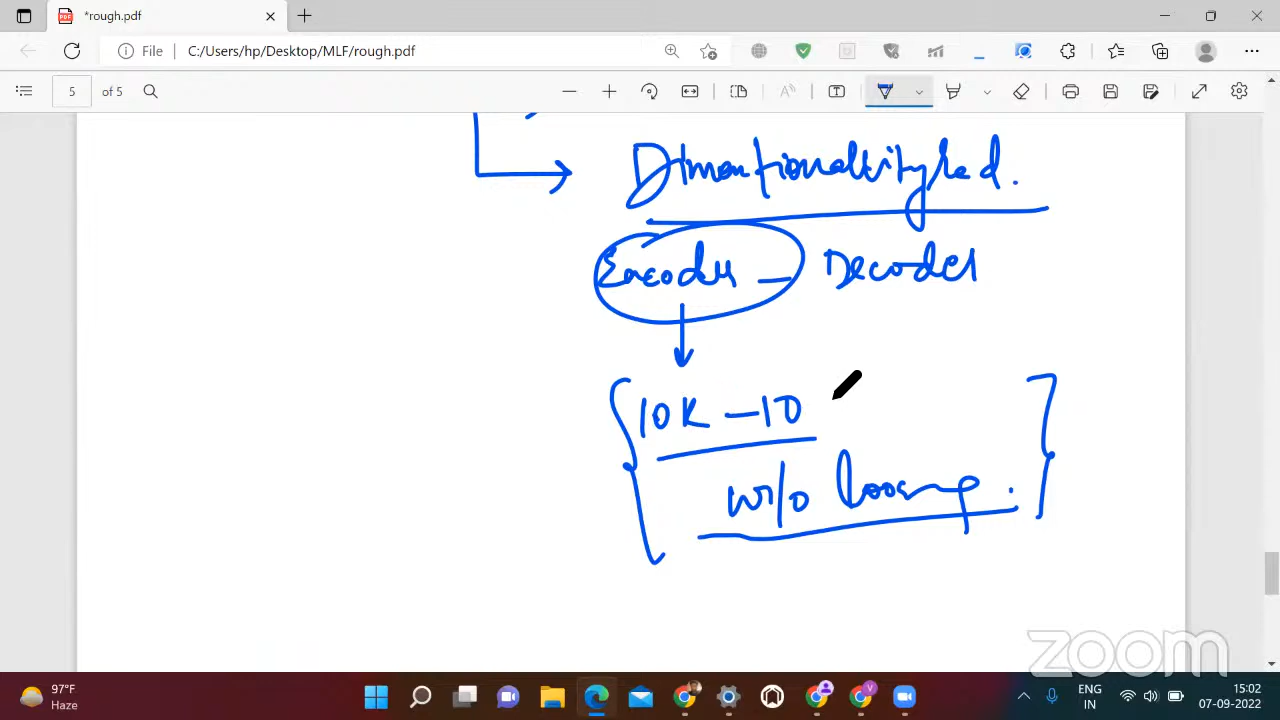 *rough.pdf
File C:/Users/hp/Desktop/MLF/rough.pdf
5 of 5
Dimentionality Red.
Encoder - Decoder
10K - 10
w/o loosing.
zoom
97°F
Haze
ENG
IN
15:02
07-09-2022